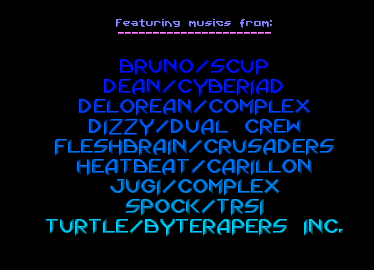 Featuring musics from:
BRUNO/SCUP
DEAN/CYBERIAD
DELOREAN/COMPLEX
DIZZY/DUAL CREW
FLESHBRAIN/CRUSADERS
HEATBEAT/CARILLON
JUGI/COMPLEX
SPOCK/TRSI
TURTLE/BYTERAPERS INC.